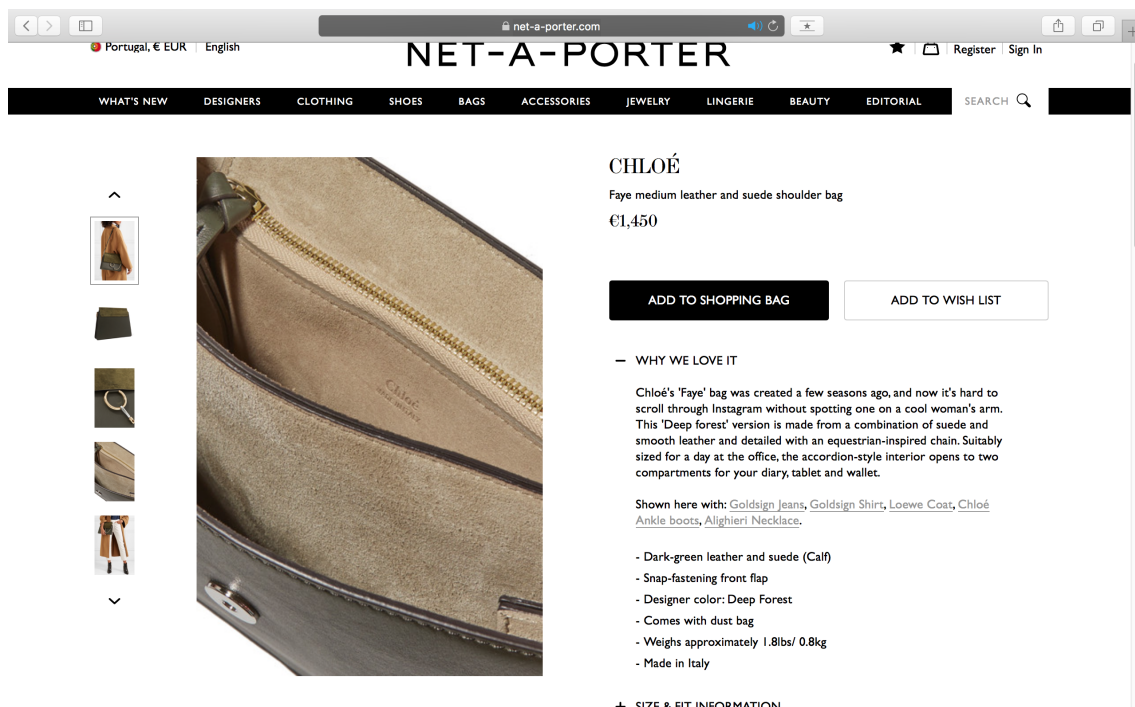 net-a-porter.com
Portugal, € EUR English
NET-A-PORTER
Register Sign In
WHAT'S NEW DESIGNERS CLOTHING SHOES BAGS ACCESSORIES JEWELRY LINGERIE BEAUTY EDITORIAL SEARCH
CHLOÉ
Faye medium leather and suede shoulder bag
€1,450
ADD TO SHOPPING BAG ADD TO WISH LIST
— WHY WE LOVE IT
Chloé's 'Faye' bag was created a few seasons ago, and now it's hard to
scroll through Instagram without spotting one on a cool woman's arm.
This 'Deep forest' version is made from a combination of suede and
smooth leather and detailed with an equestrian-inspired chain. Suitably
sized for a day at the office, the accordion-style interior opens to two
compartments for your diary, tablet and wallet.
Shown here with: Goldsign Jeans, Goldsign Shirt, Loewe Coat, Chloé
Ankle boots, Alighieri Necklace.
- Dark-green leather and suede (Calf)
- Snap-fastening front flap
- Designer color: Deep Forest
- Comes with dust bag
- Weighs approximately 1.8lbs/ 0.8kg
- Made in Italy
+ SIZE & FIT INFORMATION
Chloé